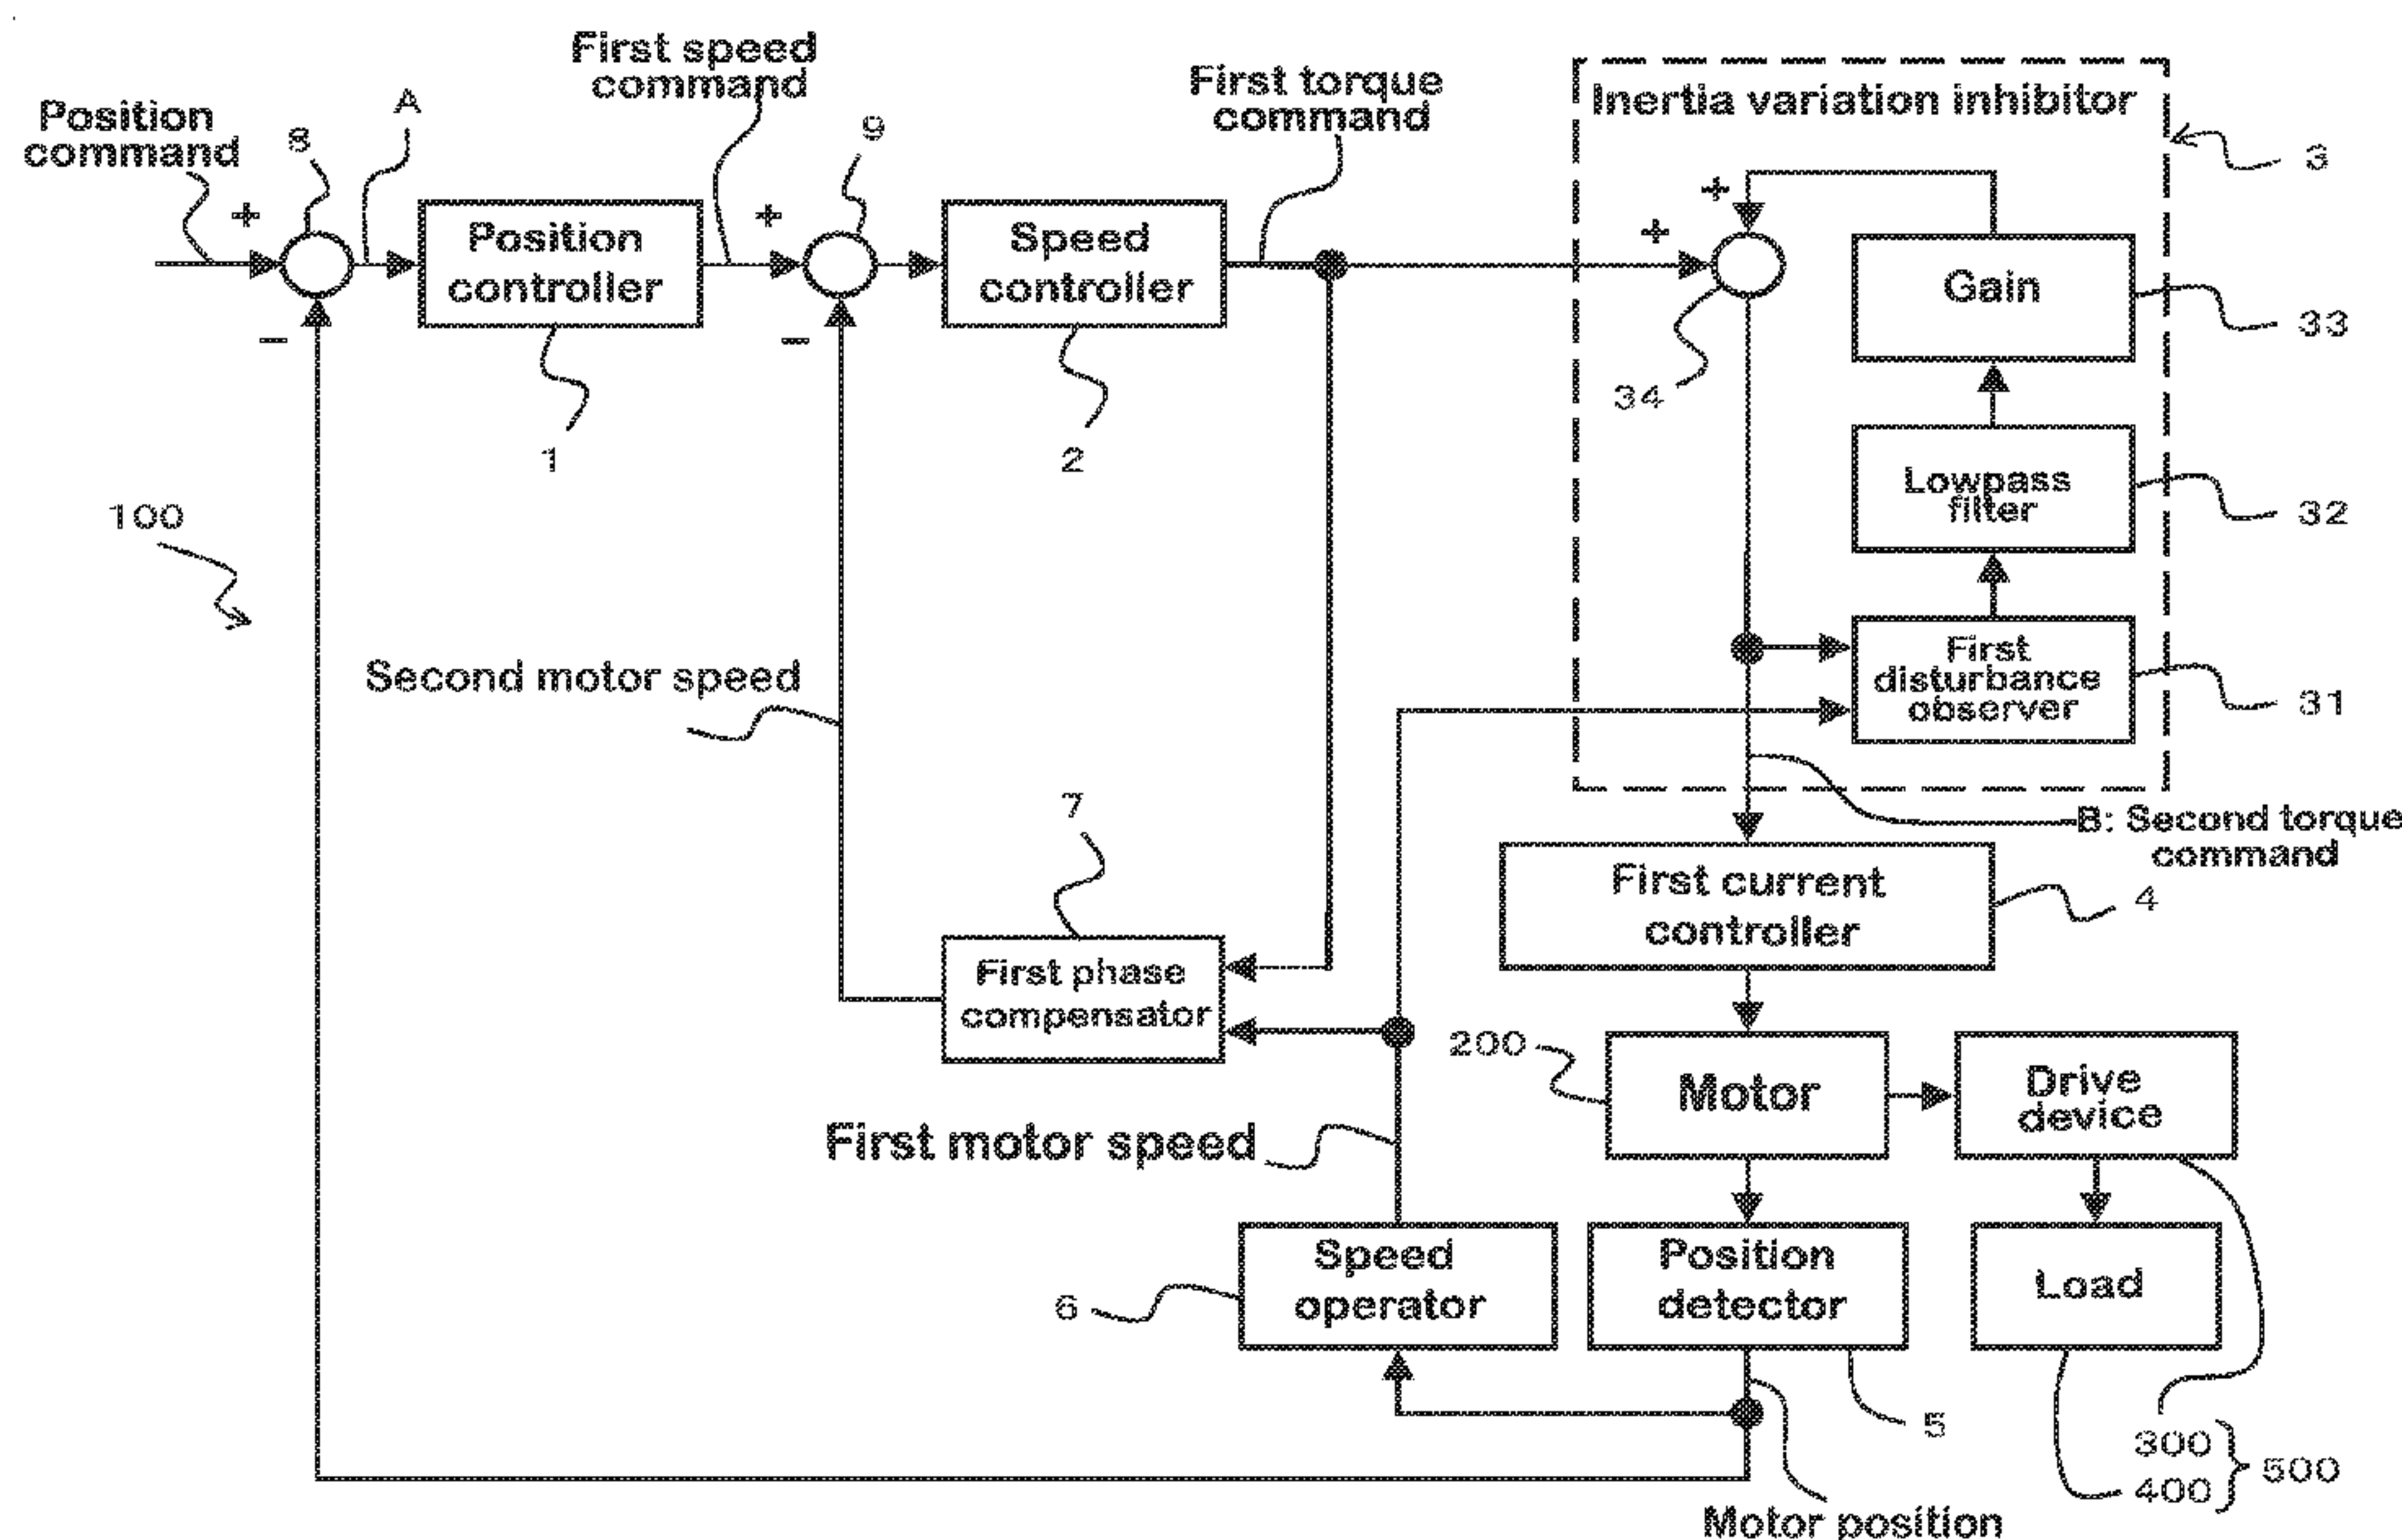 First speed
command
First torque
command
Inertia variation inhibitor
Position
command
8
A
9
3
+
+
+
+
Position
controller
Speed
controller
Gain
33
−
−
34
1
2
Lowpass
filter
32
100
First
disturbance
observer
31
Second motor speed
7
B: Second torque
command
First current
controller
4
First phase
compensator
200
Motor
Drive
device
First motor speed
Speed
operator
6
Position
detector
Load
5
300
400
500
Motor position